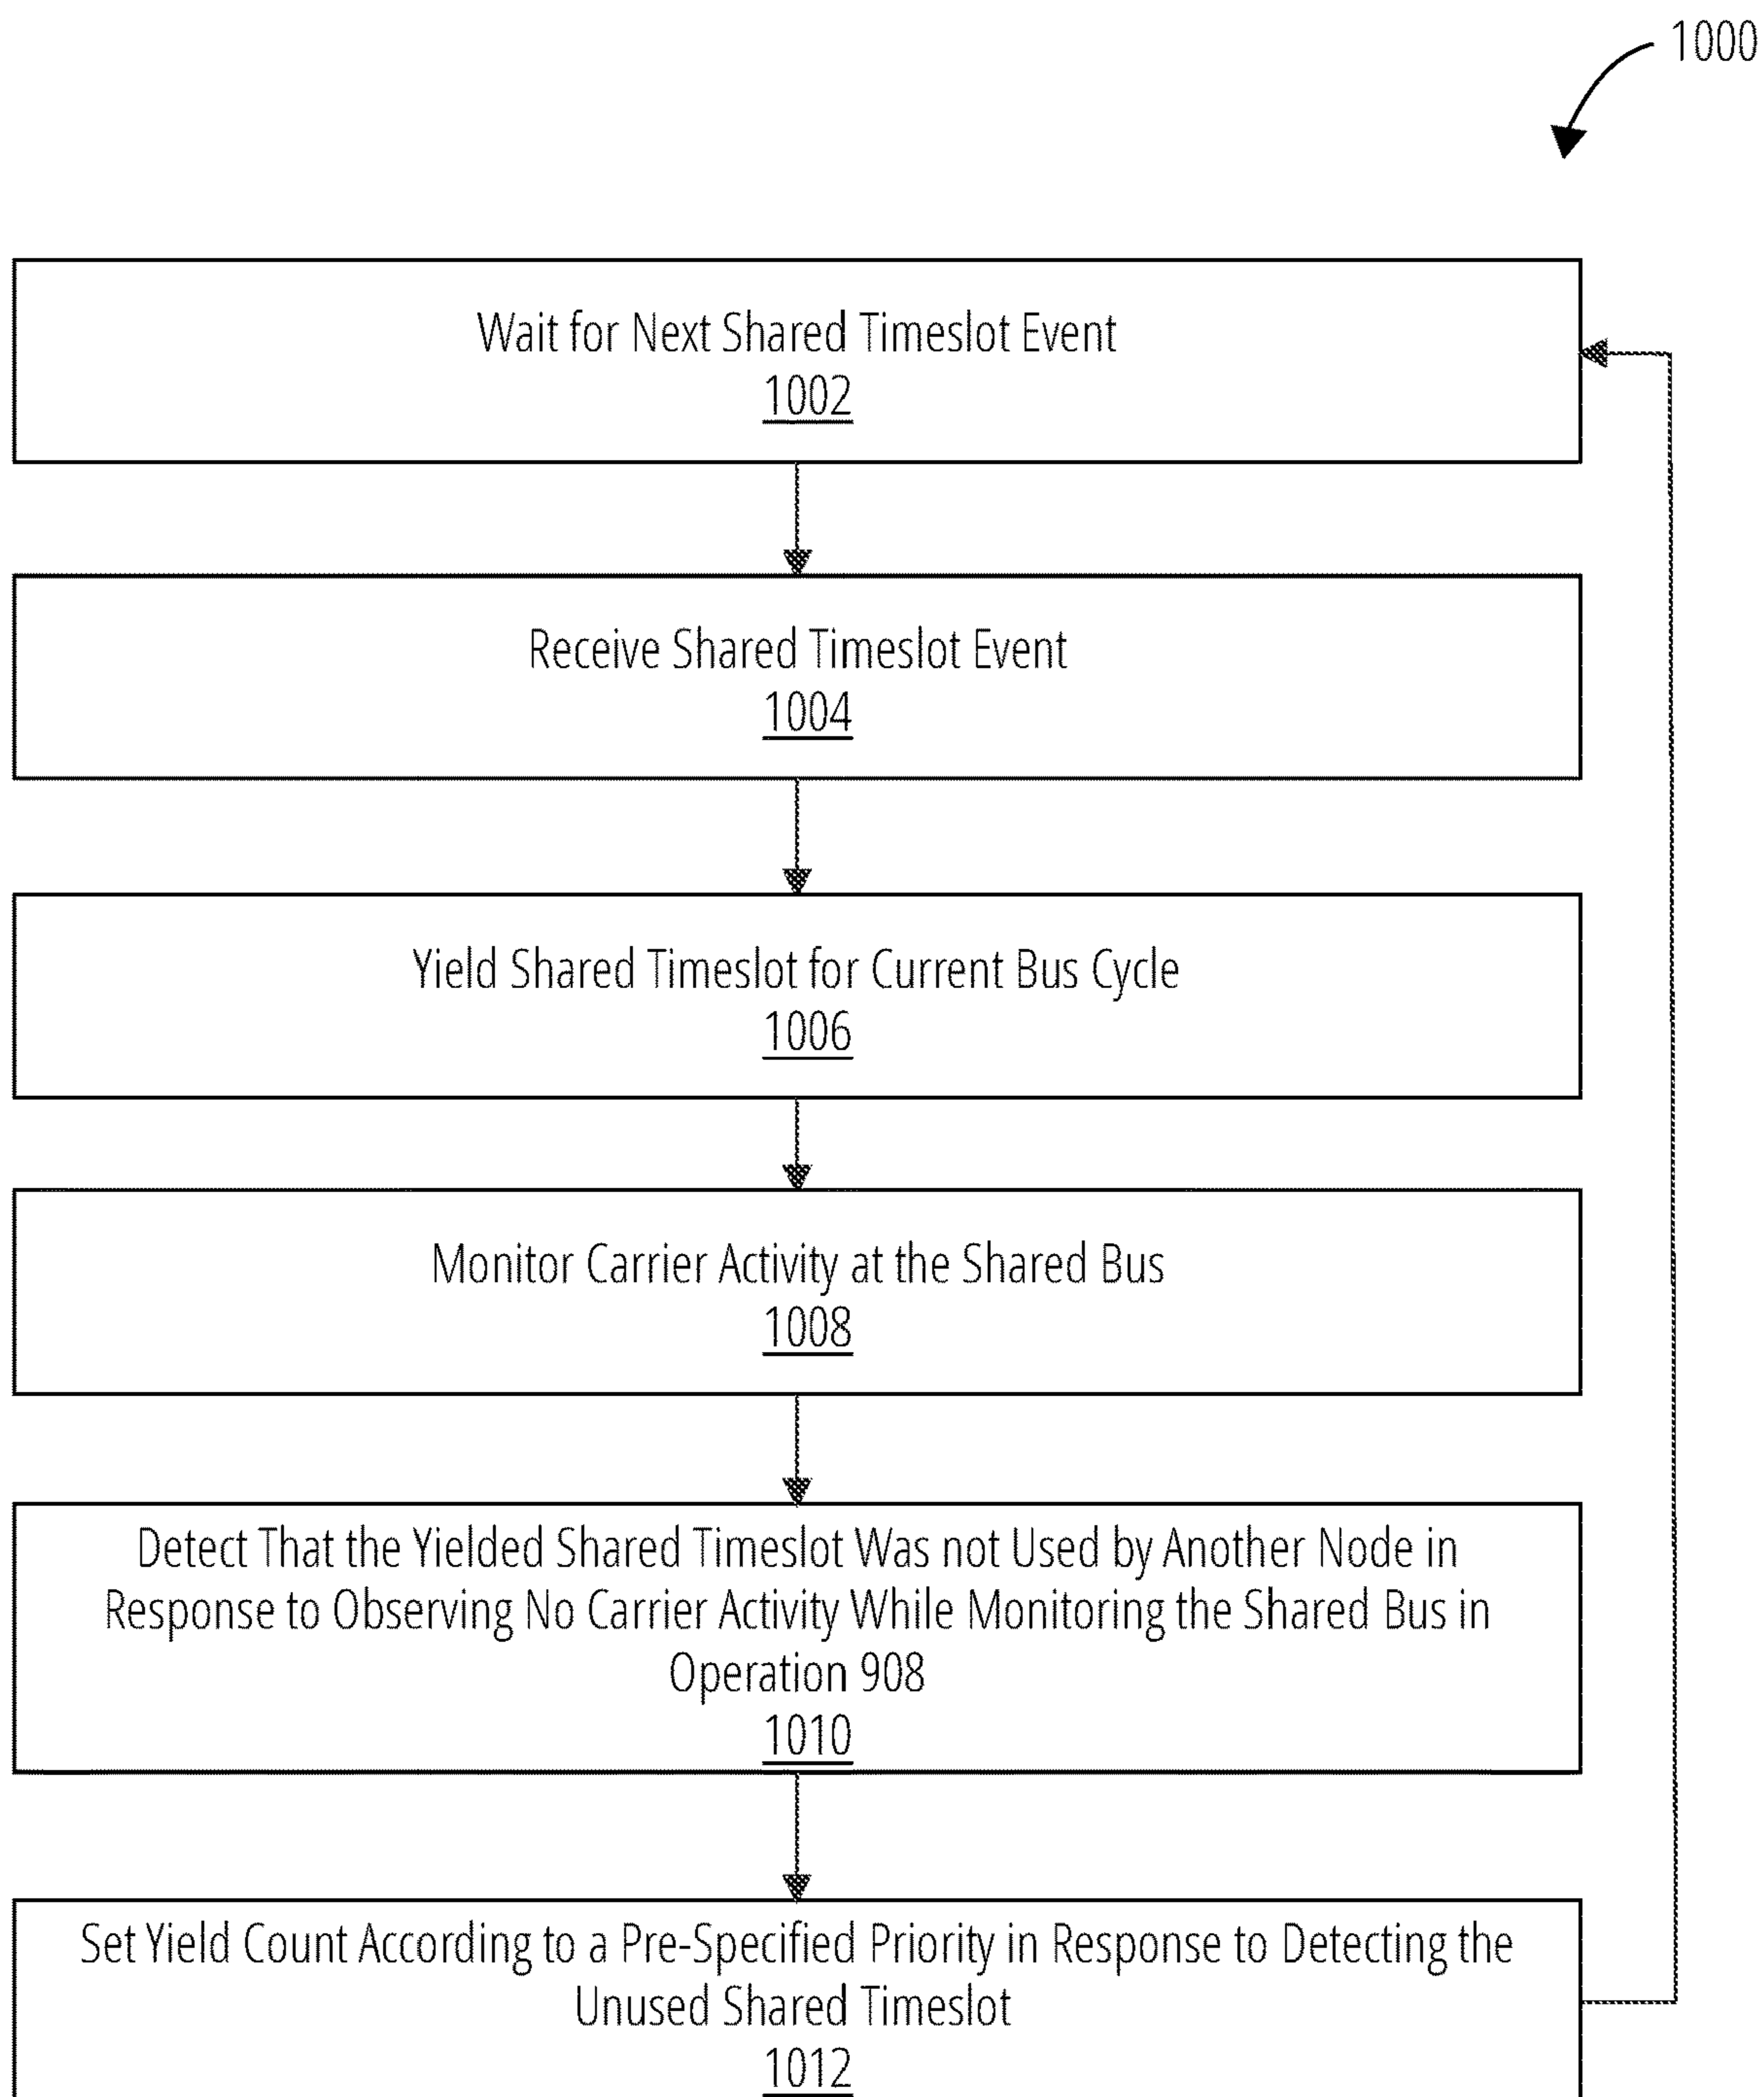 1000
Wait for Next Shared Timeslot Event
1002
Receive Shared Timeslot Event
1004
Yield Shared Timeslot for Current Bus Cycle
1006
Monitor Carrier Activity at the Shared Bus
1008
Detect That the Yielded Shared Timeslot Was not Used by Another Node in
Response to Observing No Carrier Activity While Monitoring the Shared Bus in
Operation 908
1010
Set Yield Count According to a Pre-Specified Priority in Response to Detecting the
Unused Shared Timeslot
1012